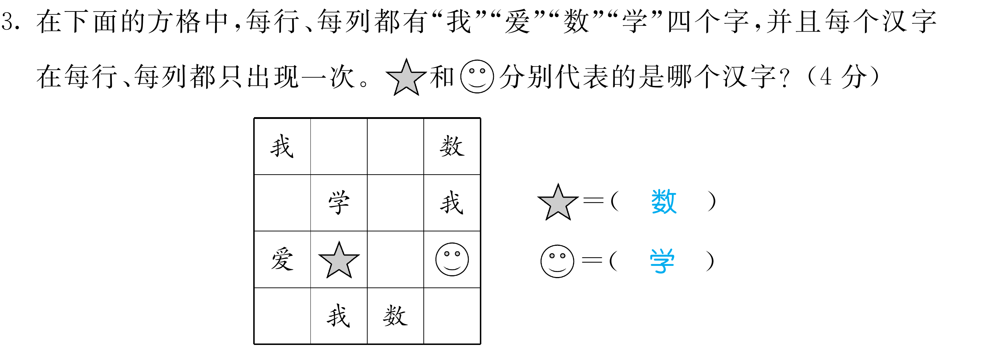 3. 在下面的方格中,每行、每列都有“我”“爱”“数”“学”四个字,并且每个汉字
在每行、每列都只出现一次。 和 分别代表的是哪个汉字?(4 分)
我 数
学 我
=( 数 )
爱
=( 学 )
我 数